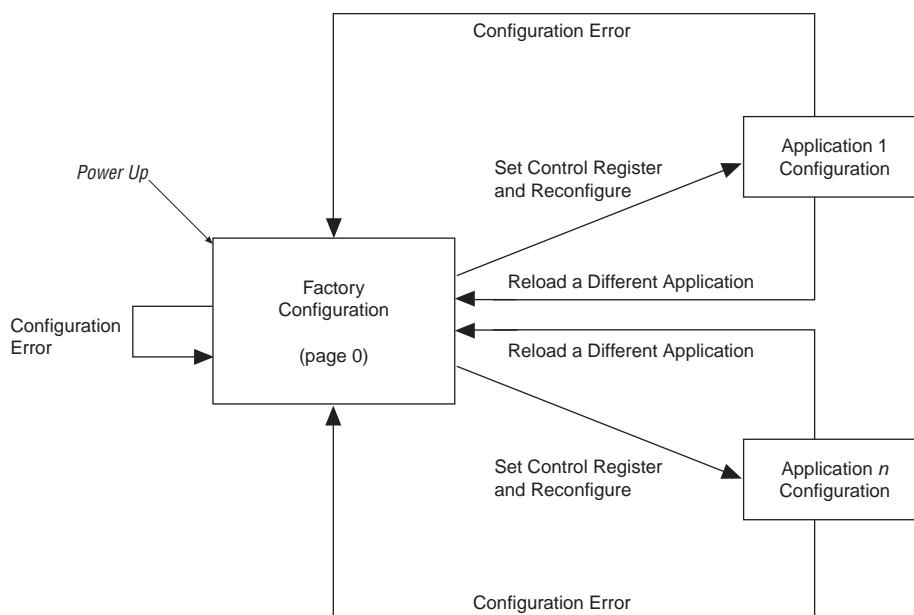 Configuration Error
Application 1
Configuration
Set Control Register
and Reconfigure
Power Up
Reload a Different Application
Factory
Configuration
(page 0)
Configuration
Error
Reload a Different Application
Set Control Register
and Reconfigure
Application n
Configuration
Configuration Error